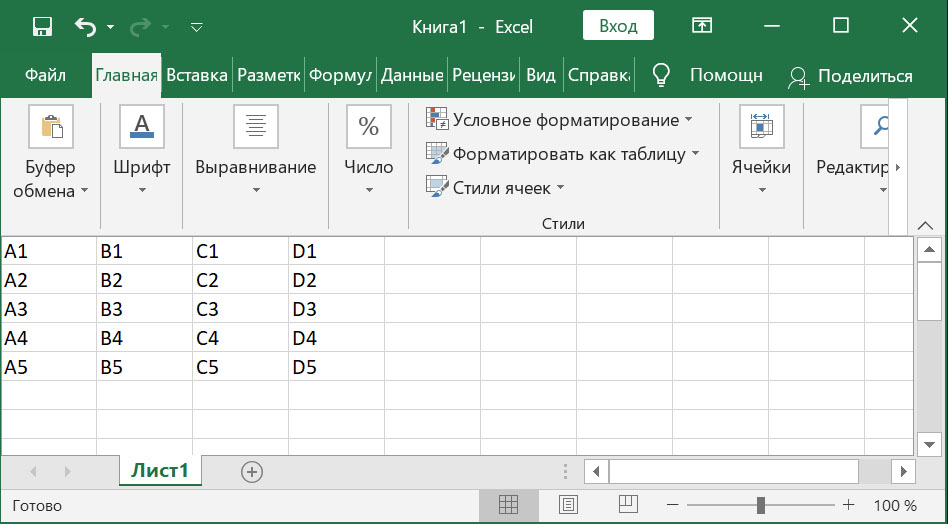 Книга1 - Excel
Вход
Файл Главная Вставка Разметк Формул Данные Рецензи Вид Справка Помощн Поделиться
Буфер обмена
Шрифт
Выравнивание
%
Число
Условное форматирование
Форматировать как таблицу
Стили ячеек
Стили
Ячейки
Редактир
A1 B1 C1 D1
A2 B2 C2 D2
A3 B3 C3 D3
A4 B4 C4 D4
A5 B5 C5 D5
Лист1
Готово
100 %